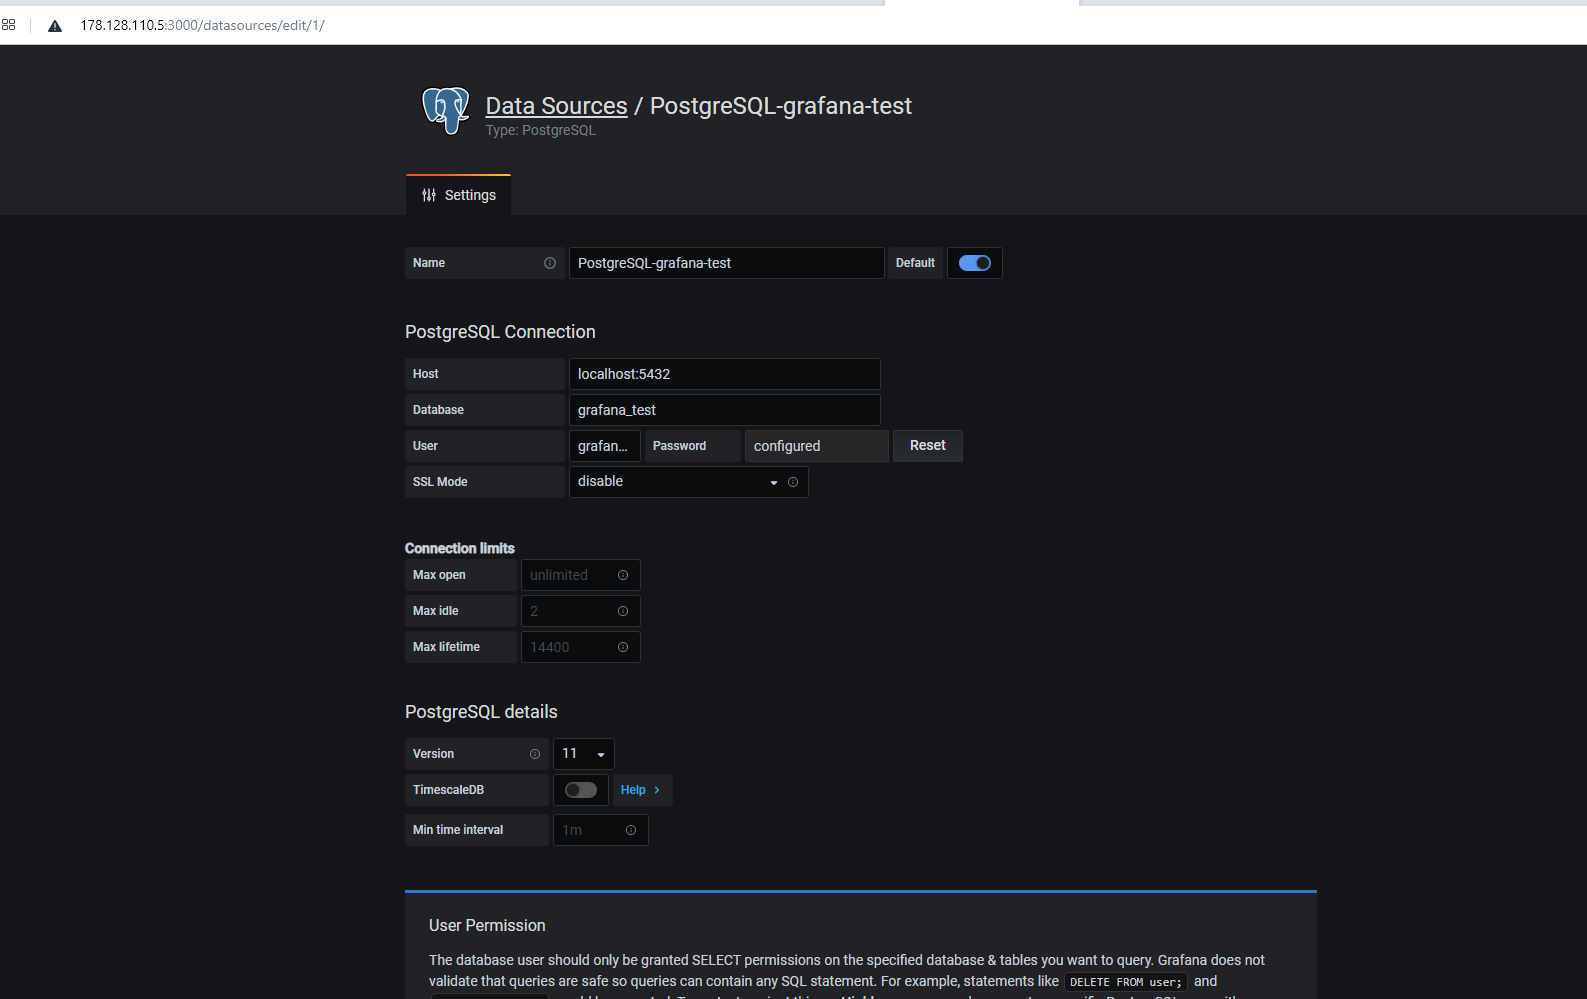 178.128.110.5:3000/datasources/edit/1/
Data Sources / PostgreSQL-grafana-test
Type: PostgreSQL
Settings
Name PostgreSQL-grafana-test Default
PostgreSQL Connection
Host localhost:5432
Database grafana_test
User grafan... Password configured Reset
SSL Mode disable
Connection limits
Max open unlimited
Max idle 2
Max lifetime 14400
PostgreSQL details
Version 11
TimescaleDB Help
Min time interval 1m
User Permission
The database user should only be granted SELECT permissions on the specified database & tables you want to query. Grafana does not
validate that queries are safe so queries can contain any SQL statement. For example, statements like DELETE FROM user; and